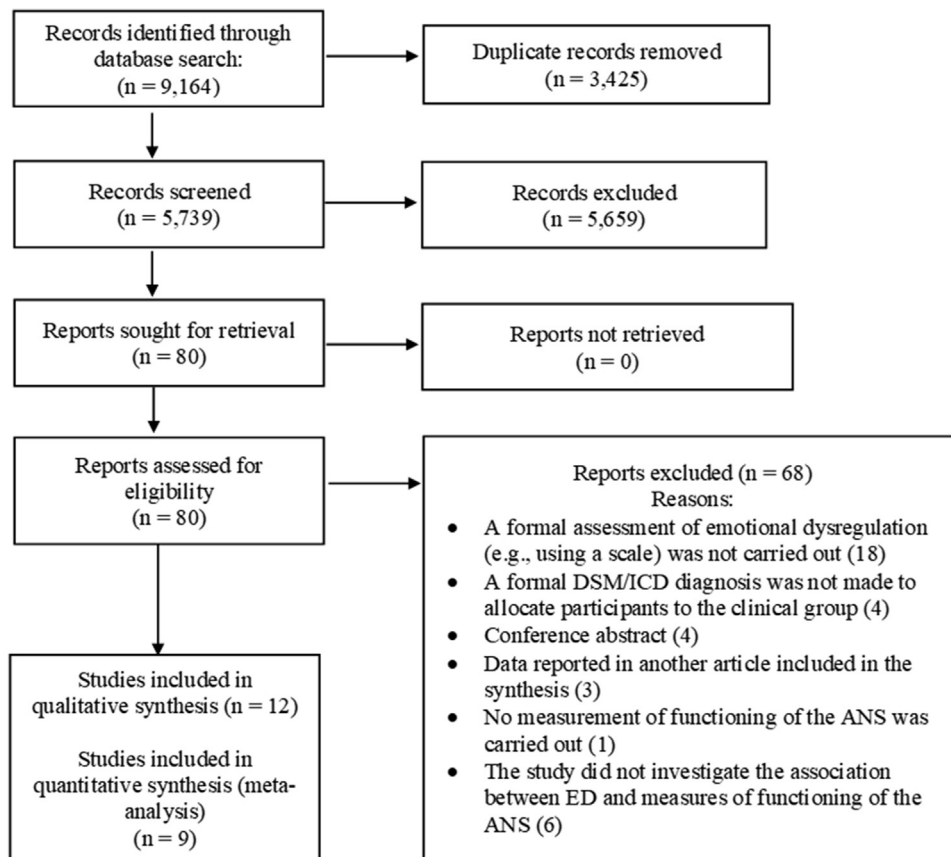 Records identified through
database search:
(n = 9,164)
Duplicate records removed
(n = 3,425)
Records screened
(n = 5,739)
Records excluded
(n = 5,659)
Reports sought for retrieval
(n = 80)
Reports not retrieved
(n = 0)
Reports assessed for
eligibility
(n = 80)
Reports excluded (n = 68)
Reasons:
• A formal assessment of emotional dysregulation
(e.g., using a scale) was not carried out (18)
• A formal DSM/ICD diagnosis was not made to
allocate participants to the clinical group (4)
• Conference abstract (4)
• Data reported in another article included in the
synthesis (3)
• No measurement of functioning of the ANS was
carried out (1)
• The study did not investigate the association
between ED and measures of functioning of the
ANS (6)
Studies included in
qualitative synthesis (n = 12)
Studies included in
quantitative synthesis (meta-
analysis)
(n = 9)